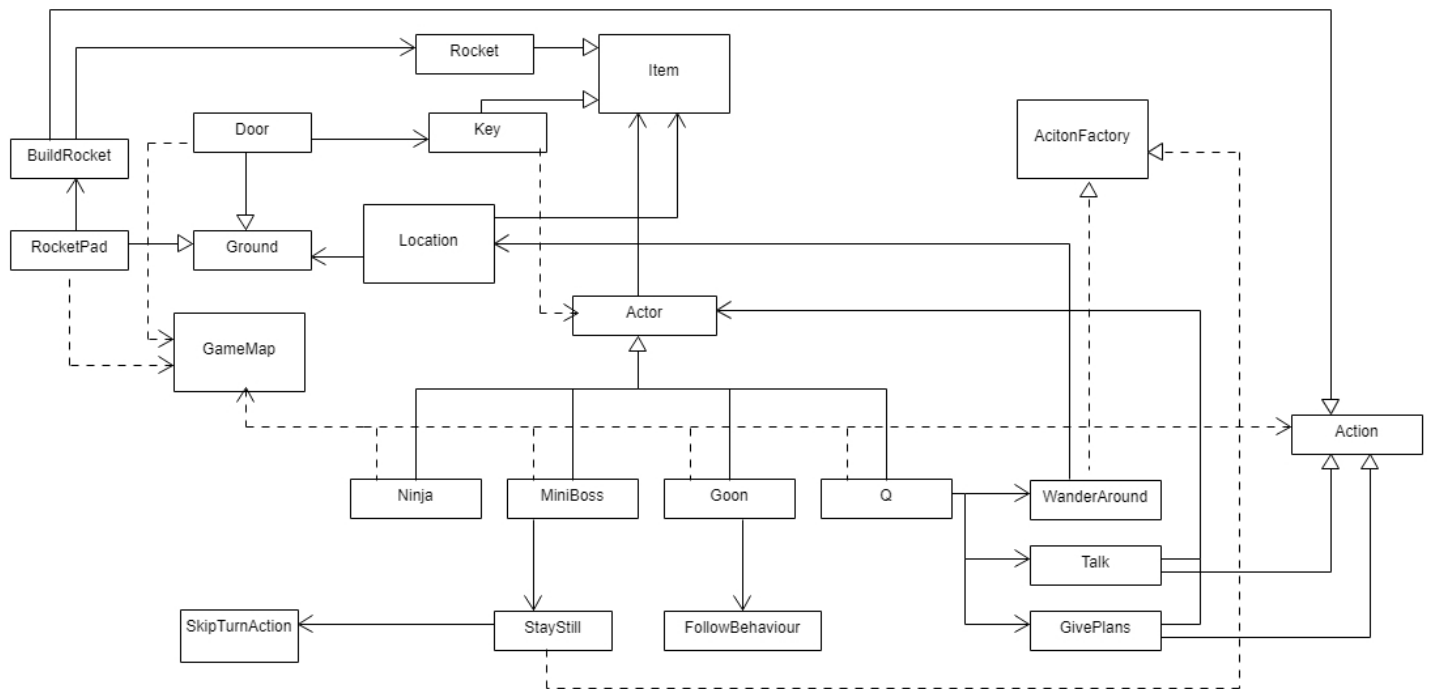 Rocket
Item
Door
Key
AcitonFactory
BuildRocket
RocketPad
Ground
Location
Actor
GameMap
Action
Ninja
MiniBoss
Goon
Q
WanderAround
Talk
SkipTurnAction
StayStill
FollowBehaviour
GivePlans